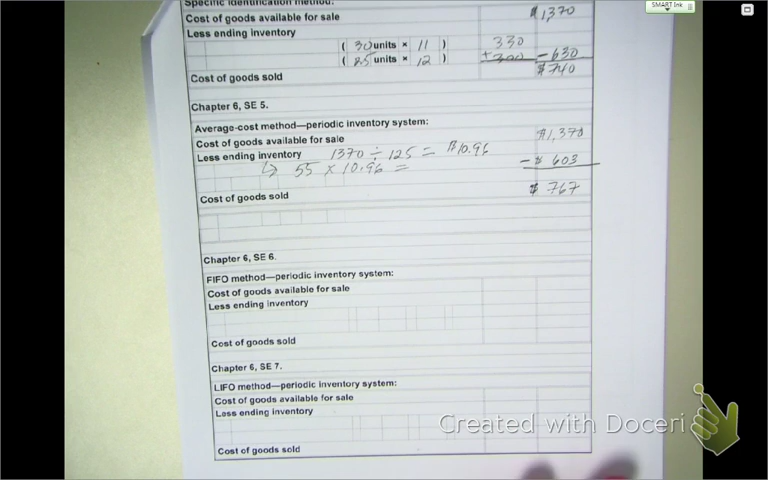 SMART Ink
Specific identification method:
Cost of goods available for sale $1,370
Less ending inventory
( 30 units × 11 ) 330
( 25 units × 12 ) +300 -630
Cost of goods sold $740
Chapter 6, SE 5.
Average-cost method—periodic inventory system:
Cost of goods available for sale $1,370
Less ending inventory 1370 ÷ 125 = $10.96
↳ 55 × 10.96 = -$ 603
Cost of goods sold $ 767
Chapter 6, SE 6.
FIFO method—periodic inventory system:
Cost of goods available for sale
Less ending inventory
Cost of goods sold
Chapter 6, SE 7.
LIFO method—periodic inventory system:
Cost of goods available for sale
Less ending inventory
Created with Doceri
Cost of goods sold